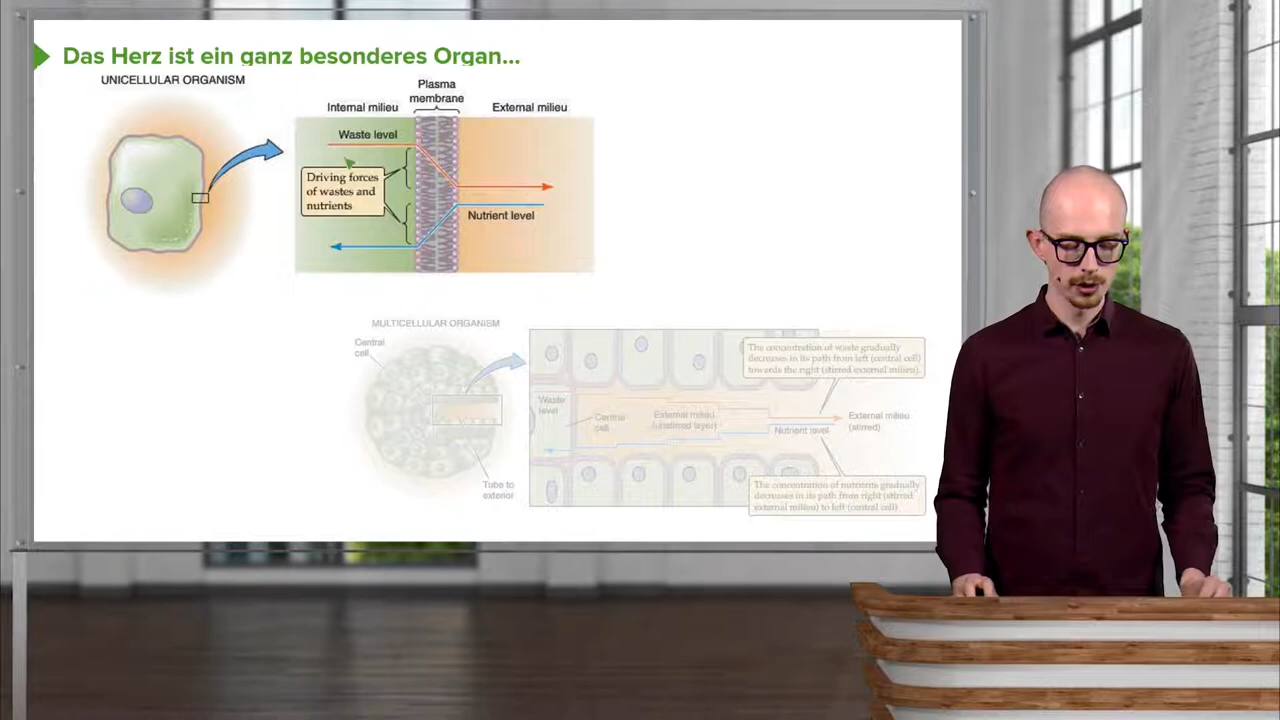 Das Herz ist ein ganz besonderes Organ...
UNICELLULAR ORGANISM
Plasma
membrane
Internal milieu
External milieu
Waste level
Driving forces
of wastes and
nutrients
Nutrient level
MULTICELLULAR ORGANISM
Central
cell
The concentration of waste gradually
decreases in its path from left (central cell)
towards the right (stirred external milieu).
Waste
level
Central
cell
External milieu
(unstirred layer)
Nutrient level
External milieu
(stirred)
Tube to
exterior
The concentration of nutrients gradually
decreases in its path from right (stirred
external milieu) to left (central cell)